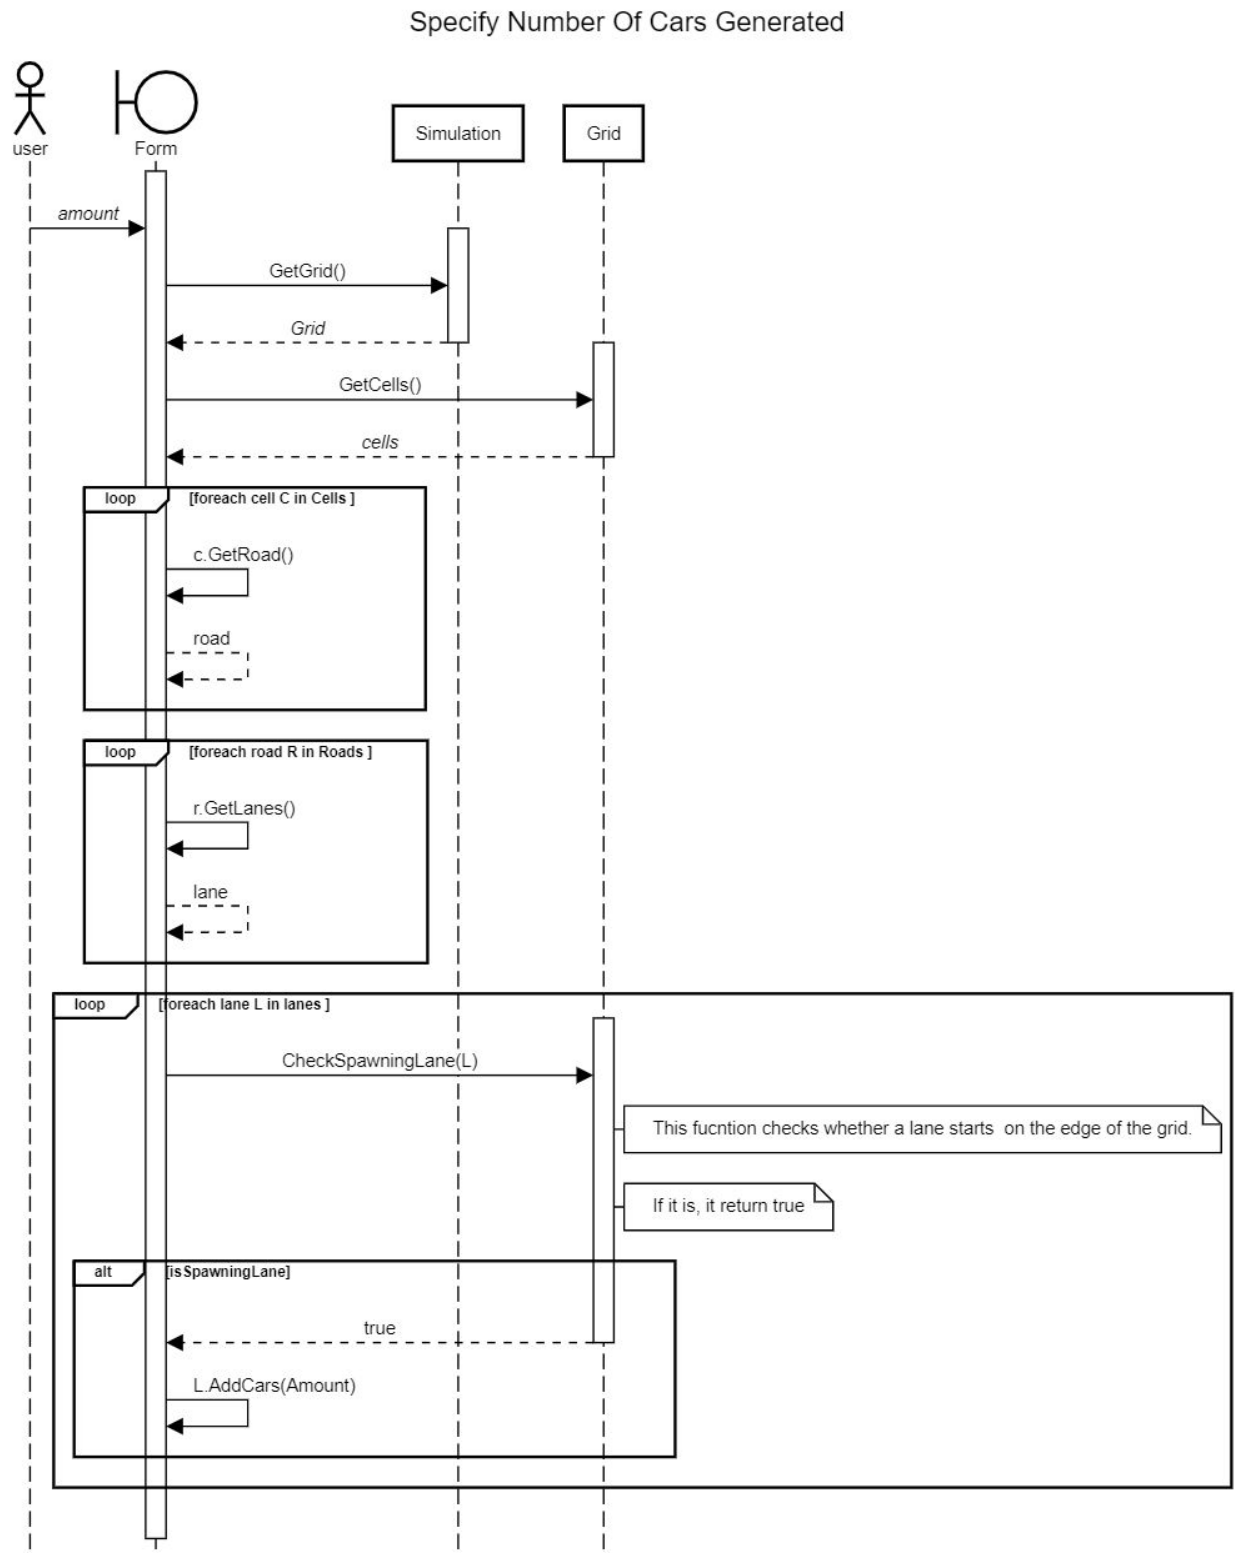 Specify Number Of Cars Generated
user
Form
Simulation
Grid
amount
GetGrid()
Grid
GetCells()
cells
loop [foreach cell C in Cells ]
c.GetRoad()
road
loop [foreach road R in Roads ]
r.GetLanes()
lane
loop [foreach lane L in lanes ]
CheckSpawningLane(L)
This fucntion checks whether a lane starts  on the edge of the grid.
If it is, it return true
alt [isSpawningLane]
true
L.AddCars(Amount)